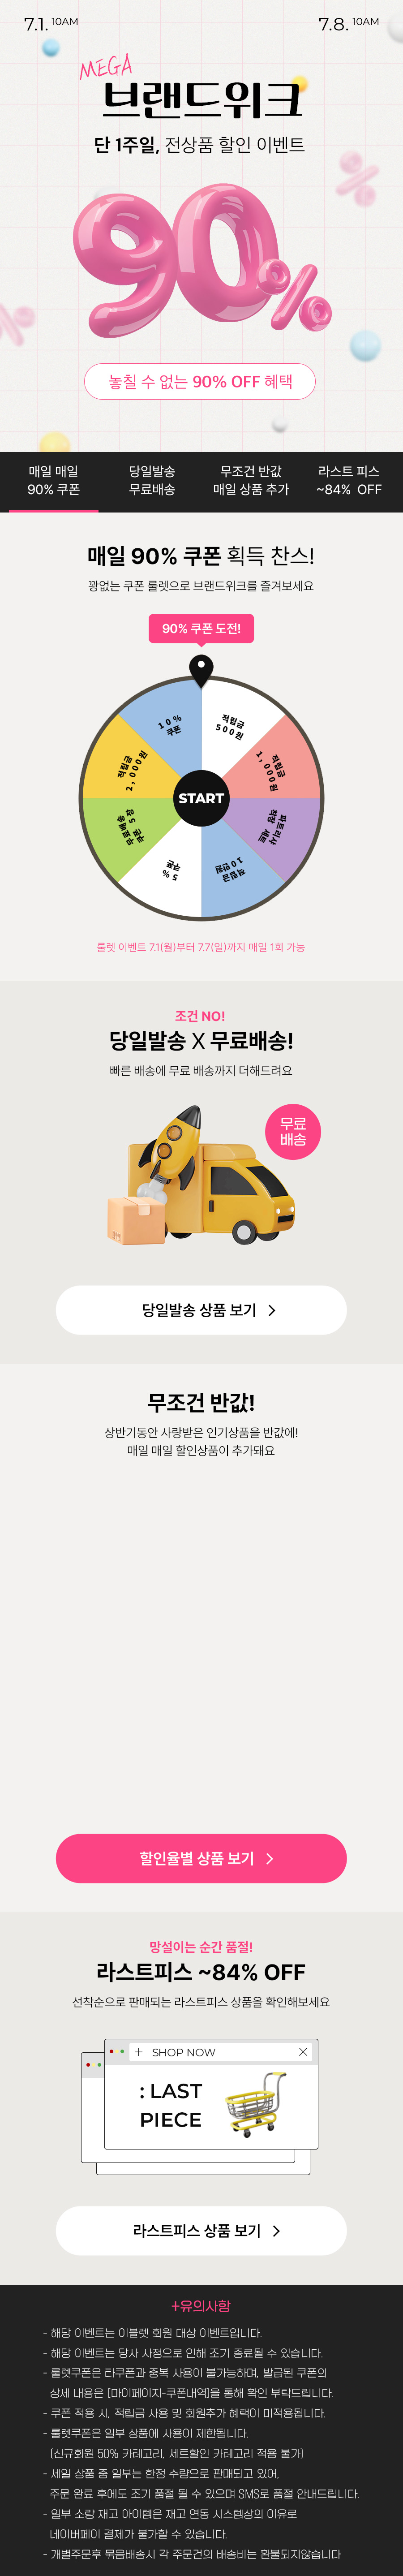 7.1. 10AM
7.8. 10AM
MEGA
브랜드위크
단 1주일, 전상품 할인 이벤트
90%
놓칠 수 없는 90% OFF 혜택
매일 매일
90% 쿠폰
당일발송
무료배송
무조건 반값
매일 상품 추가
라스트 피스
~84% OFF
매일 90% 쿠폰 획득 찬스!
꽝없는 쿠폰 룰렛으로 브랜드위크를 즐겨보세요
90% 쿠폰 도전!
10%
쿠폰
적립금
500원
적립금
2,000원
적립금
1,000원
START
5%
쿠폰
적립금
10만원
룰렛 이벤트 7.1(월)부터 7.7(일)까지 매일 1회 가능
조건 NO!
당일발송 X 무료배송!
빠른 배송에 무료 배송까지 더해드려요
무료
배송
당일발송 상품 보기 >
무조건 반값!
상반기동안 사랑받은 인기상품을 반값에!
매일 매일 할인상품이 추가돼요
할인율별 상품 보기 >
망설이는 순간 품절!
라스트피스 ~84% OFF
선착순으로 판매되는 라스트피스 상품을 확인해보세요
+ SHOP NOW ×
: LAST
PIECE
라스트피스 상품 보기 >
+유의사항
- 해당 이벤트는 이블렛 회원 대상 이벤트입니다.
- 해당 이벤트는 당사 사정으로 인해 조기 종료될 수 있습니다.
- 룰렛쿠폰은 타쿠폰과 중복 사용이 불가능하며, 발급된 쿠폰의
상세 내용은 [마이페이지-쿠폰내역]을 통해 확인 부탁드립니다.
- 쿠폰 적용 시, 적립금 사용 및 회원추가 혜택이 미적용됩니다.
- 룰렛쿠폰은 일부 상품에 사용이 제한됩니다.
(신규회원 50% 카테고리, 세트할인 카테고리 적용 불가)
- 세일 상품 중 일부는 한정 수량으로 판매되고 있어,
주문 완료 후에도 조기 품절 될 수 있으며 SMS로 품절 안내드립니다.
- 일부 소량 재고 아이템은 재고 연동 시스템상의 이유로
네이버페이 결제가 불가할 수 있습니다.
- 개별주문후 묶음배송시 각 주문건의 배송비는 환불되지않습니다